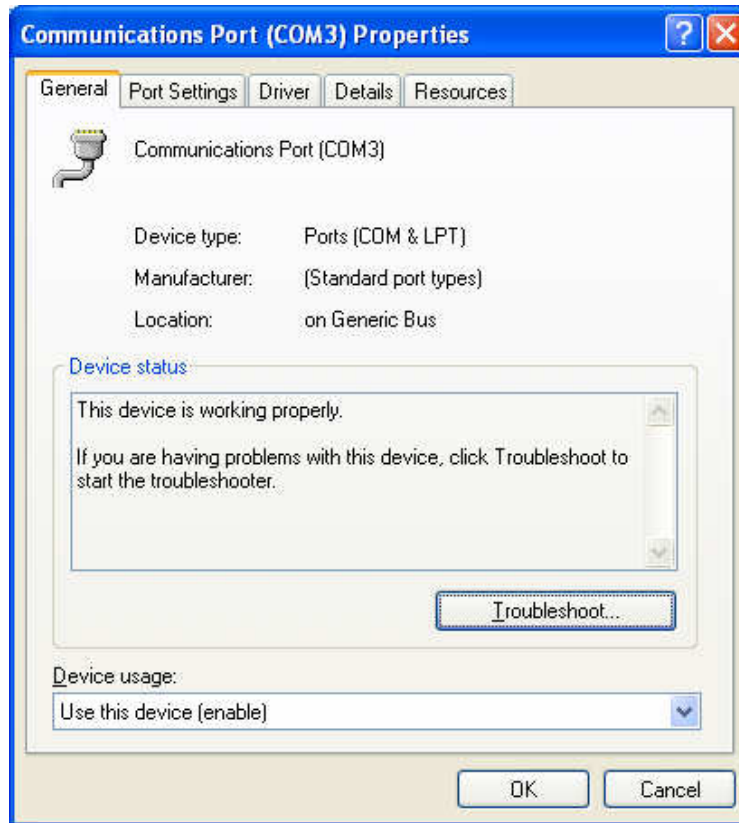 Communications Port (COM3) Properties
?
General Port Settings Driver Details Resources
Communications Port (COM3)
Device type: Ports (COM & LPT)
Manufacturer: (Standard port types)
Location: on Generic Bus
Device status
This device is working properly.
If you are having problems with this device, click Troubleshoot to
start the troubleshooter.
Troubleshoot...
Device usage:
Use this device (enable)
OK Cancel